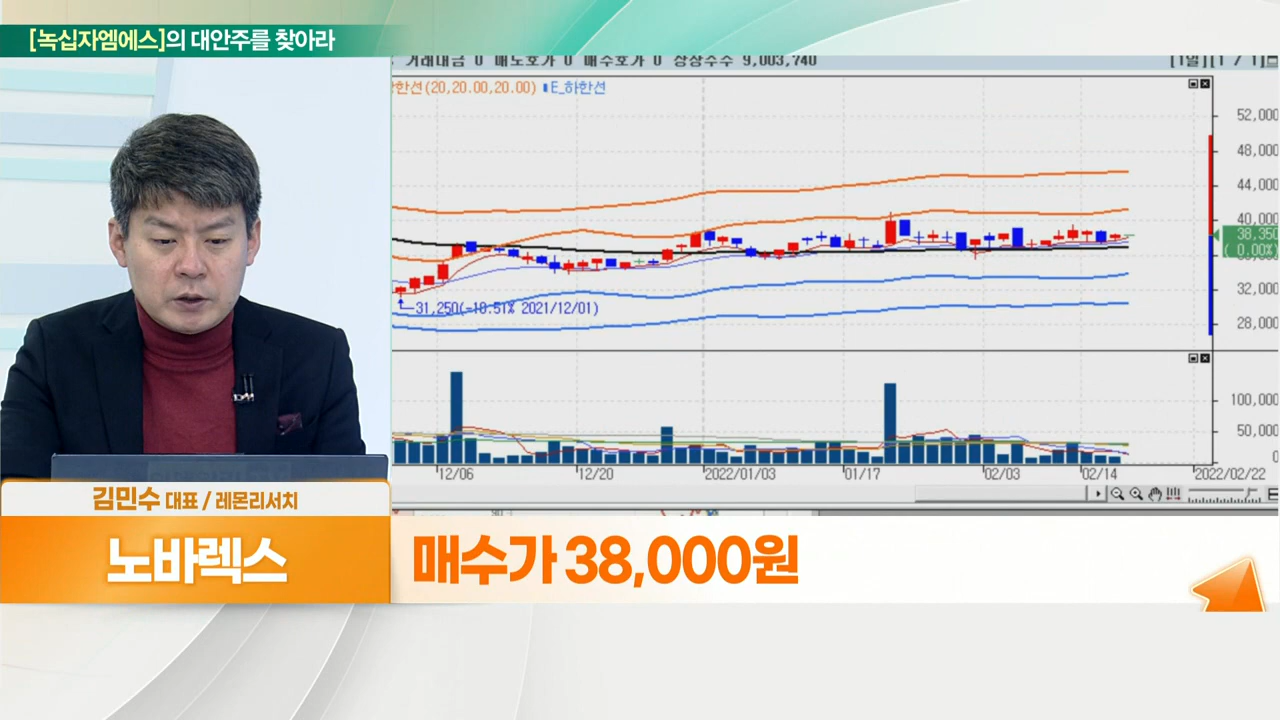 [녹십자엠에스]의 대안주를 찾아라
거래대금 0 매도호가 0 매수호가 0 상장주수 9,003,740 [1일][1 / 1]
한선(20,20.00,20.00) E_하한선
52,000
48,000
44,000
40,000
38,350
( 0.00%)
32,000
28,000
31,250(-18.51% 2021/12/01)
100,000
50,000
0
12/06 12/20 2022/01/03 01/17 02/03 02/14 2022/02/22
김민수 대표 / 레몬리서치
노바렉스
매수가 38,000원